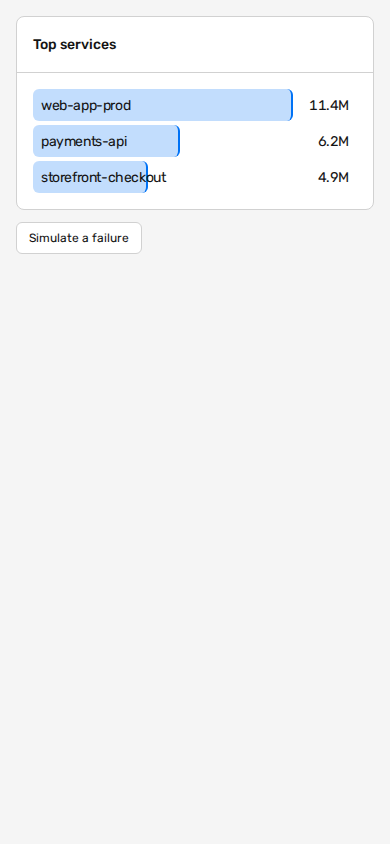 Top services
web-app-prod 11.4M
payments-api 6.2M
storefront-checkout 4.9M
Simulate a failure